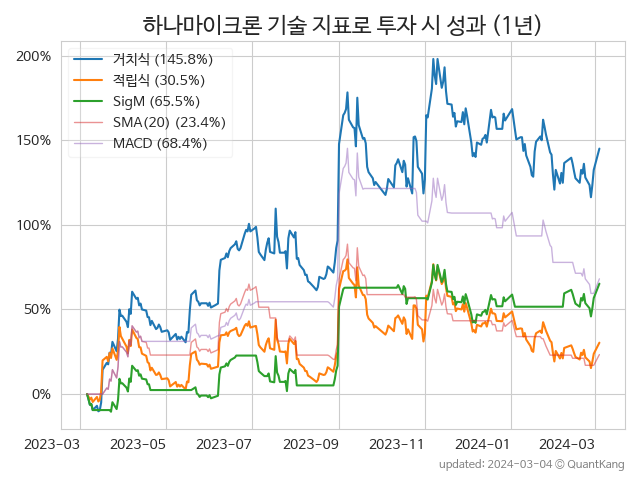 하나마이크론 기술 지표로 투자 시 성과 (1년)
200%
150%
100%
50%
0%
거치식 (145.8%)
적립식 (30.5%)
SigM (65.5%)
SMA(20) (23.4%)
MACD (68.4%)
2023-03 2023-05 2023-07 2023-09 2023-11 2024-01 2024-03
updated: 2024-03-04 © QuantKang